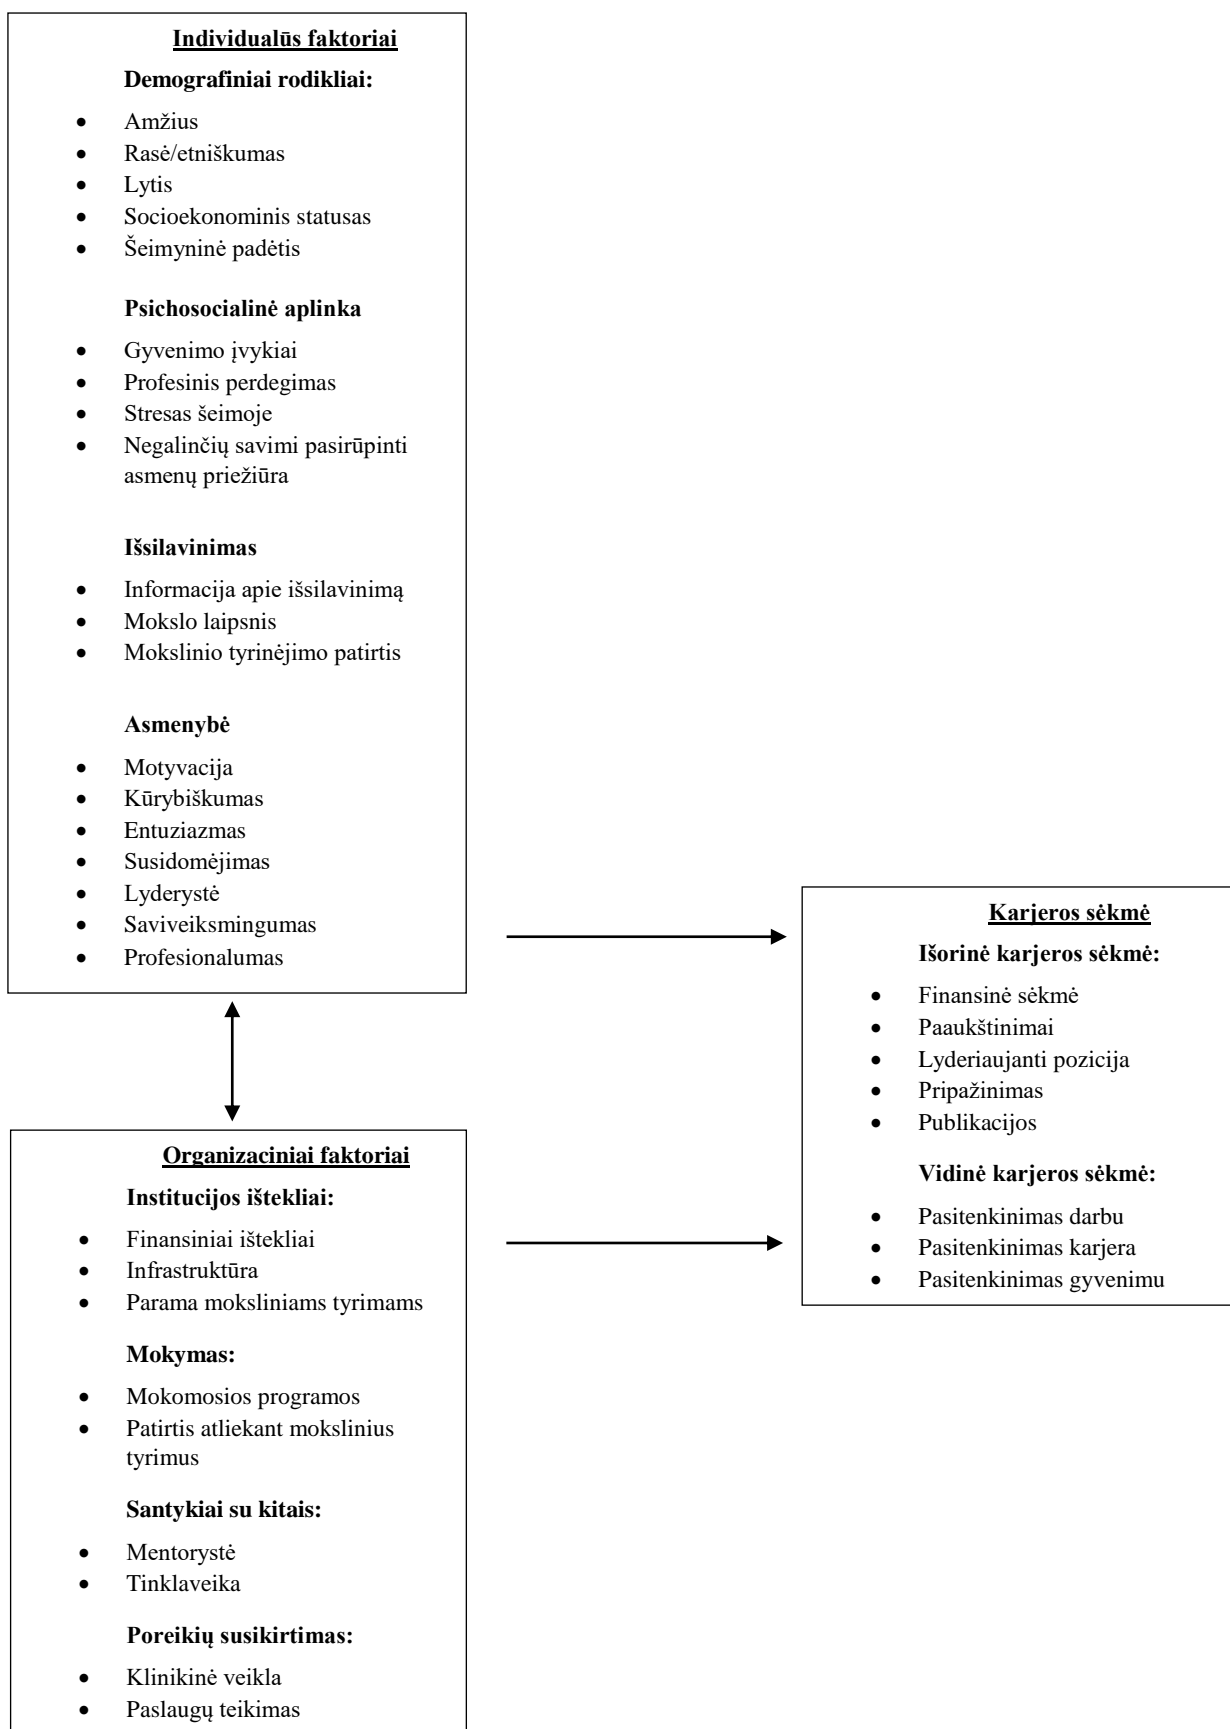 Individualūs faktoriai
Demografiniai rodikliai:
• Amžius
• Rasė/etniškumas
• Lytis
• Socioekonominis statusas
• Šeimyninė padėtis
Psichosocialinė aplinka
• Gyvenimo įvykiai
• Profesinis perdegimas
• Stresas šeimoje
• Negalinčių savimi pasirūpinti
asmenų priežiūra
Išsilavinimas
• Informacija apie išsilavinimą
• Mokslo laipsnis
• Mokslinio tyrinėjimo patirtis
Asmenybė
• Motyvacija
• Kūrybiškumas
• Entuziazmas
• Susidomėjimas
• Lyderystė
• Saviveiksmingumas
• Profesionalumas
Organizaciniai faktoriai
Institucijos ištekliai:
• Finansiniai ištekliai
• Infrastruktūra
• Parama moksliniams tyrimams
Mokymas:
• Mokomosios programos
• Patirtis atliekant mokslinius
tyrimus
Santykiai su kitais:
• Mentorystė
• Tinklaveika
Poreikių susikirtimas:
• Klinikinė veikla
• Paslaugų teikimas
Karjeros sėkmė
Išorinė karjeros sėkmė:
• Finansinė sėkmė
• Paaukštinimai
• Lyderiaujanti pozicija
• Pripažinimas
• Publikacijos
Vidinė karjeros sėkmė:
• Pasitenkinimas darbu
• Pasitenkinimas karjera
• Pasitenkinimas gyvenimu